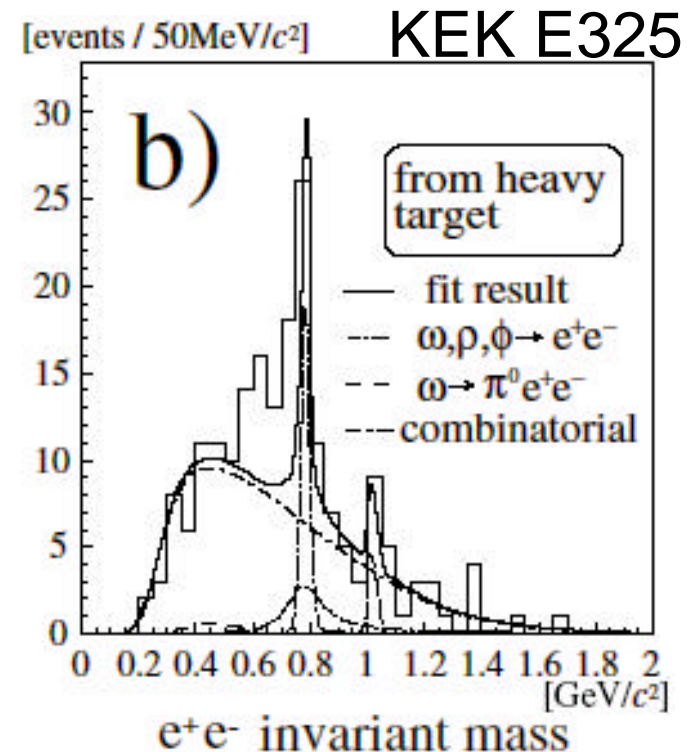 [events / 50MeV/c²] KEK E325
30
25
20
15
10
5
0
b)
from heavy
target
fit result
ω,ρ,ϕ→ e⁺e⁻
ω→ π⁰e⁺e⁻
combinatorial
0 0.2 0.4 0.6 0.8 1 1.2 1.4 1.6 1.8 2
[GeV/c²]
e⁺e⁻ invariant mass